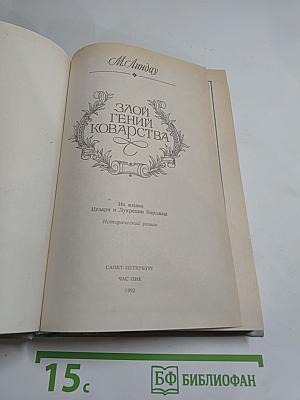 М. Линдау
ЗЛОЙ
ГЕНИЙ
КОВАРСТВА
Из жизни
Цезаря и Лукреции Борджиа
Исторический роман
САНКТ-ПЕТЕРБУРГ
ЧАС ПИК
1992
15с
БФ БИБЛИОФАН